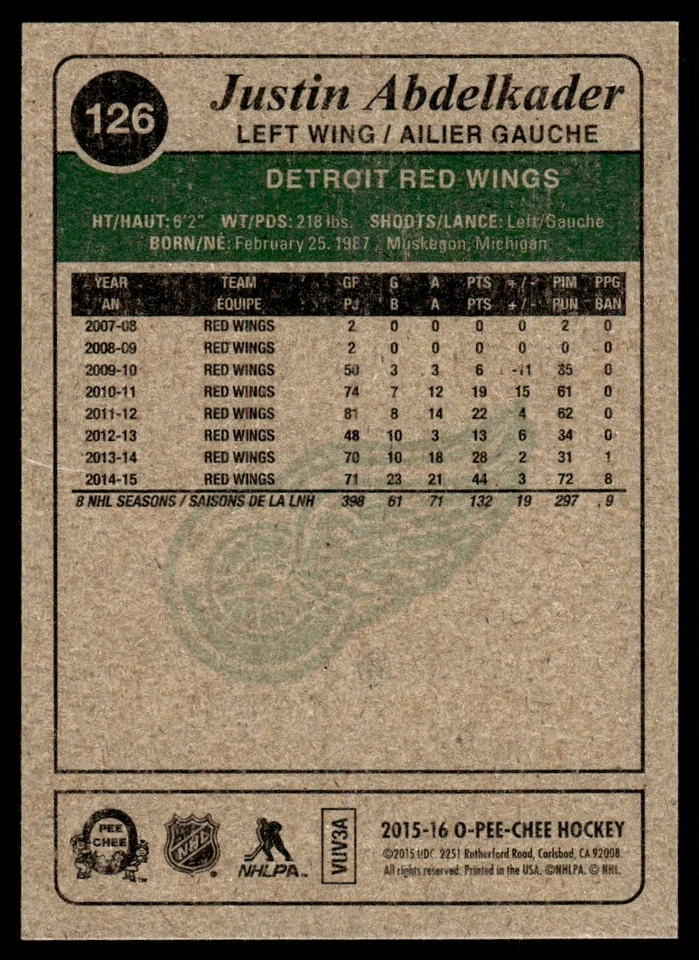 126
Justin Abdelkader
LEFT WING / AILIER GAUCHE
DETROIT RED WINGS
HT/HAUT: 6'2" WT/PDS: 218 lbs. SHOOTS/LANCE: Left/Gauche
BORN/NÉ: February 25, 1987, Muskegon, Michigan
YEAR TEAM GP G A PTS +/- PIM PPG
AN ÉQUIPE PJ B A PTS +/- PUN BAN
2007-08 RED WINGS 2 0 0 0 0 2 0
2008-09 RED WINGS 2 0 0 0 0 0 0
2009-10 RED WINGS 50 3 3 6 -11 35 0
2010-11 RED WINGS 74 7 12 19 15 61 0
2011-12 RED WINGS 81 8 14 22 4 62 0
2012-13 RED WINGS 48 10 3 13 6 34 0
2013-14 RED WINGS 70 10 18 28 2 31 1
2014-15 RED WINGS 71 23 21 44 3 72 8
8 NHL SEASONS / SAISONS DE LA LNH 398 61 71 132 19 297 9
O PEE CHEE
NHL
NHLPA
VUV3A
2015-16 O-PEE-CHEE HOCKEY
©2015 UDC. 2251 Rutherford Road, Carlsbad, CA 92008.
All rights reserved. Printed in the USA. ©NHLPA. © NHL.